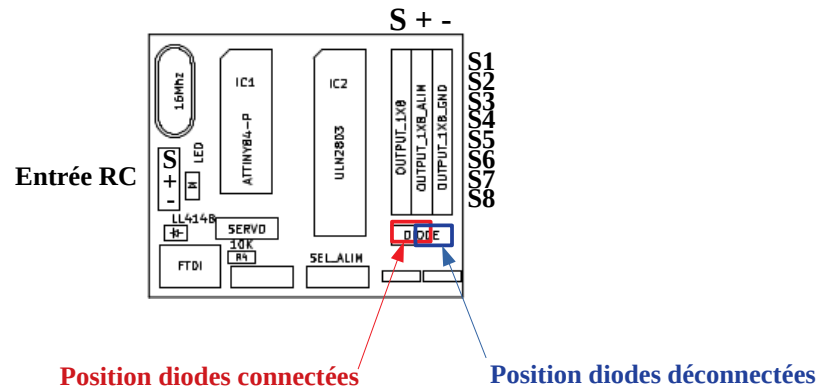 S + -
S1
S2
S3
S4
S5
S6
S7
S8
16Mhz
IC1
ATTINY84-P
IC2
ULN2803
OUTPUT_1X8
OUTPUT_1X8_ALIM
OUTPUT_1X8_GND
LED
Entrée RC
S
+
-
LL4148
SERVO
DIODE
10K
R4
FTDI
SEL_ALIM
Position diodes connectées
Position diodes déconnectées